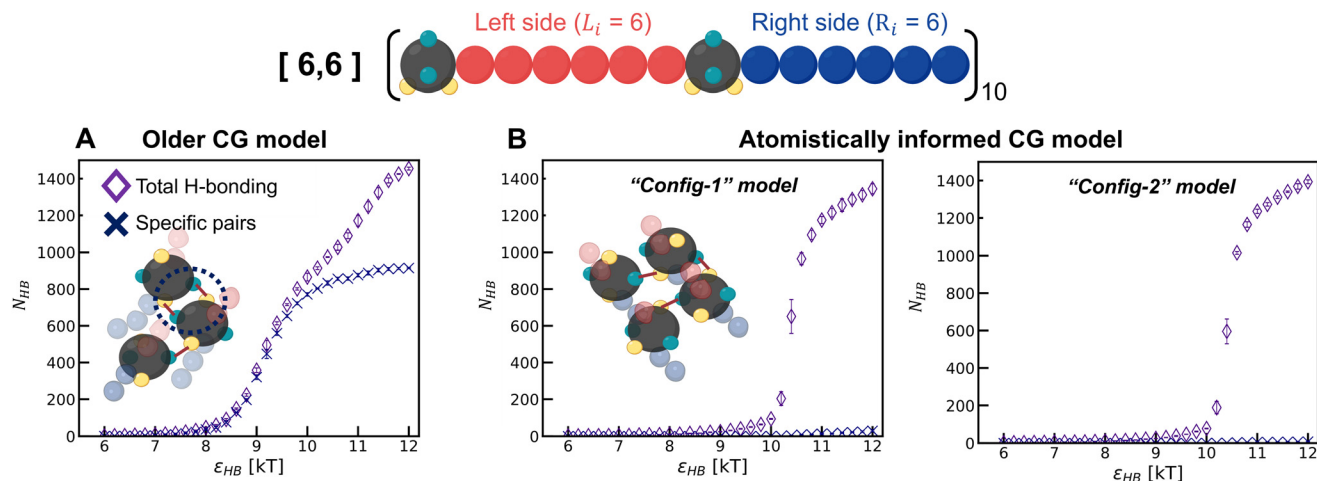 Left side (Lᵢ = 6)
Right side (Rᵢ = 6)
[ 6,6 ]
10
A Older CG model
B Atomistically informed CG model
Total H-bonding
Specific pairs
N_HB
1400
1200
1000
800
600
400
200
0
6 7 8 9 10 11 12
ε_HB [kT]
“Config-1” model
N_HB
1400
1200
1000
800
600
400
200
0
6 7 8 9 10 11 12
ε_HB [kT]
“Config-2” model
N_HB
1400
1200
1000
800
600
400
200
0
6 7 8 9 10 11 12
ε_HB [kT]